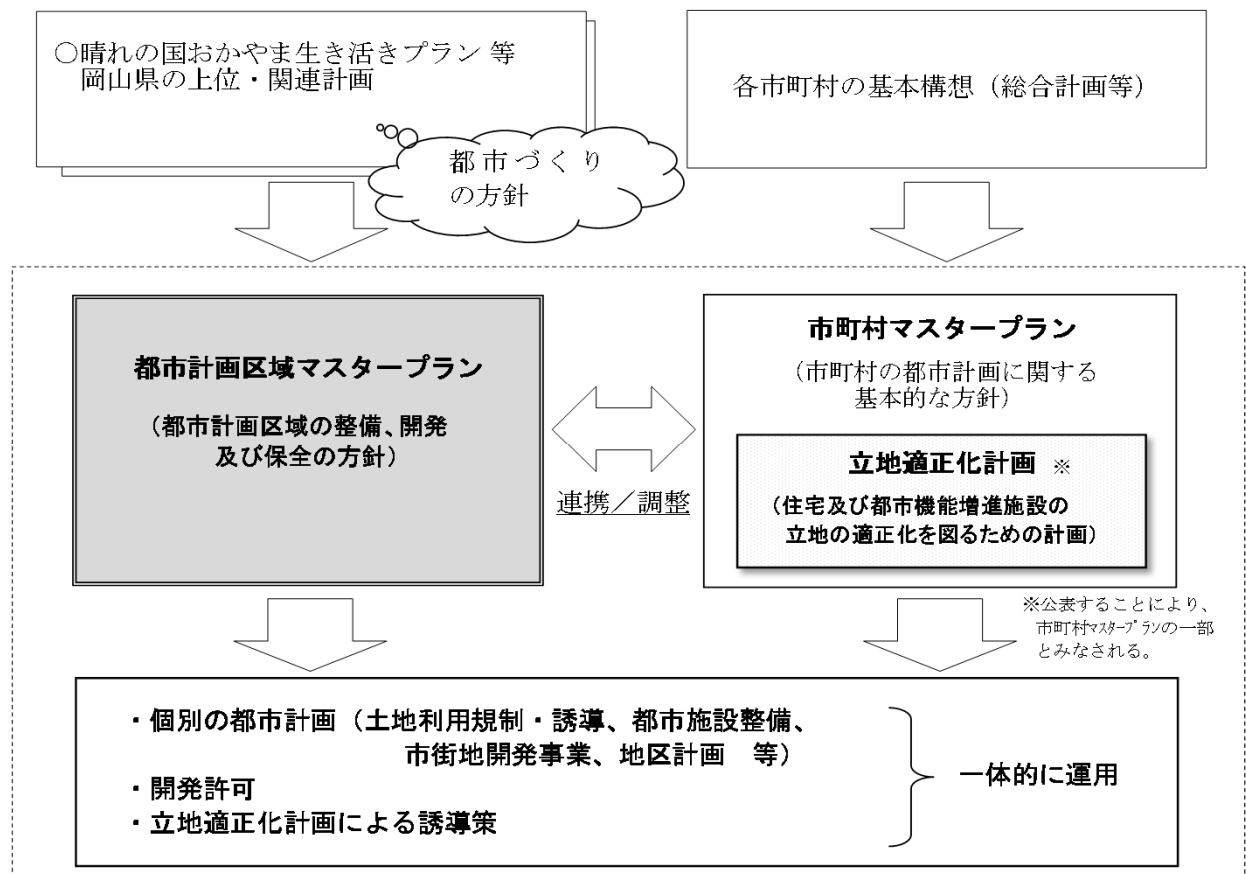 ○晴れの国おかやま生き活きプラン 等
岡山県の上位・関連計画
都市づくり
の方針
各市町村の基本構想（総合計画等）
都市計画区域マスタープラン
（都市計画区域の整備、開発
及び保全の方針）
連携／調整
市町村マスタープラン
（市町村の都市計画に関する
基本的な方針）
立地適正化計画 ※
（住宅及び都市機能増進施設の
立地の適正化を図るための計画）
※公表することにより、
市町村ﾏｽﾀｰﾌﾟﾗﾝの一部
とみなされる。
・個別の都市計画（土地利用規制・誘導、都市施設整備、
市街地開発事業、地区計画　等）
・開発許可
・立地適正化計画による誘導策
一体的に運用